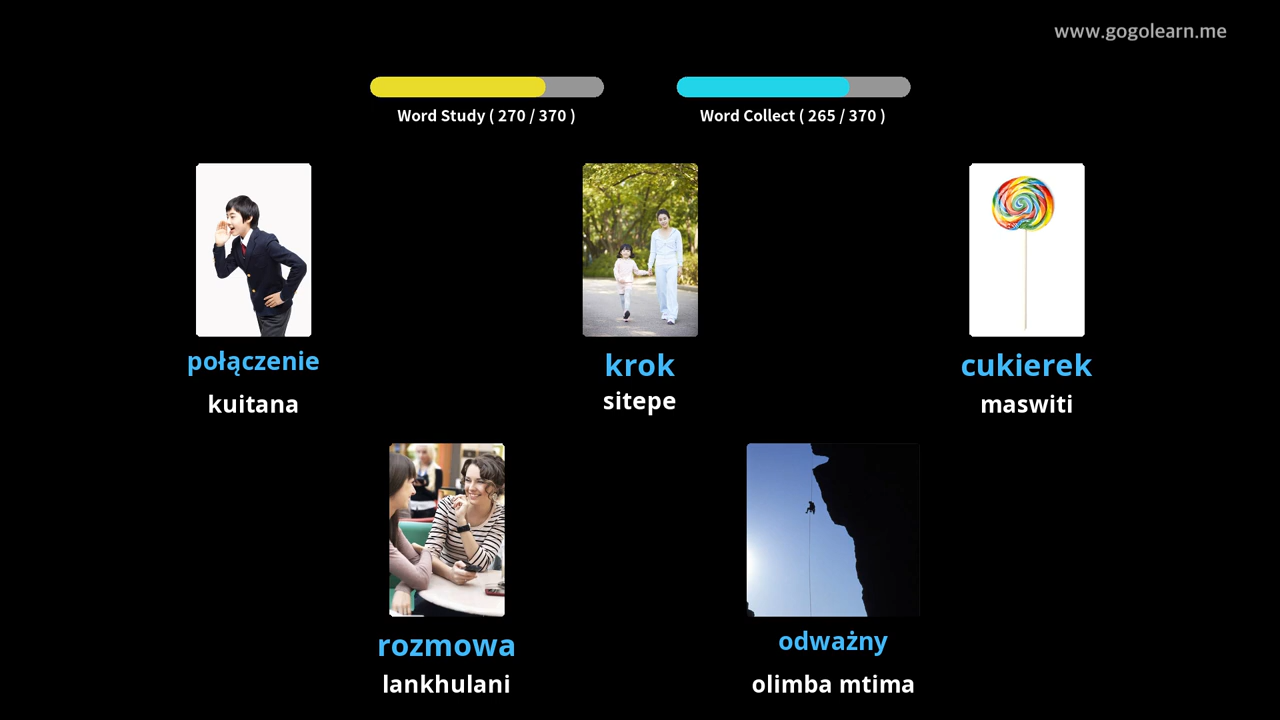 www.gogolearn.me
Word Study ( 270 / 370 )
Word Collect ( 265 / 370 )
połączenie
kuitana
krok
sitepe
cukierek
maswiti
rozmowa
lankhulani
odważny
olimba mtima